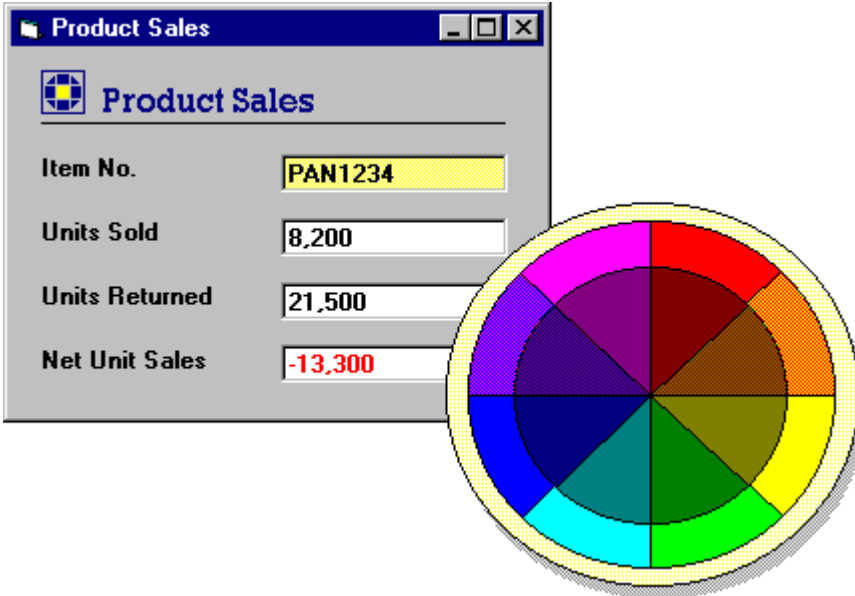 Product Sales
Product Sales
Item No. PAN1234
Units Sold 8,200
Units Returned 21,500
Net Unit Sales -13,300